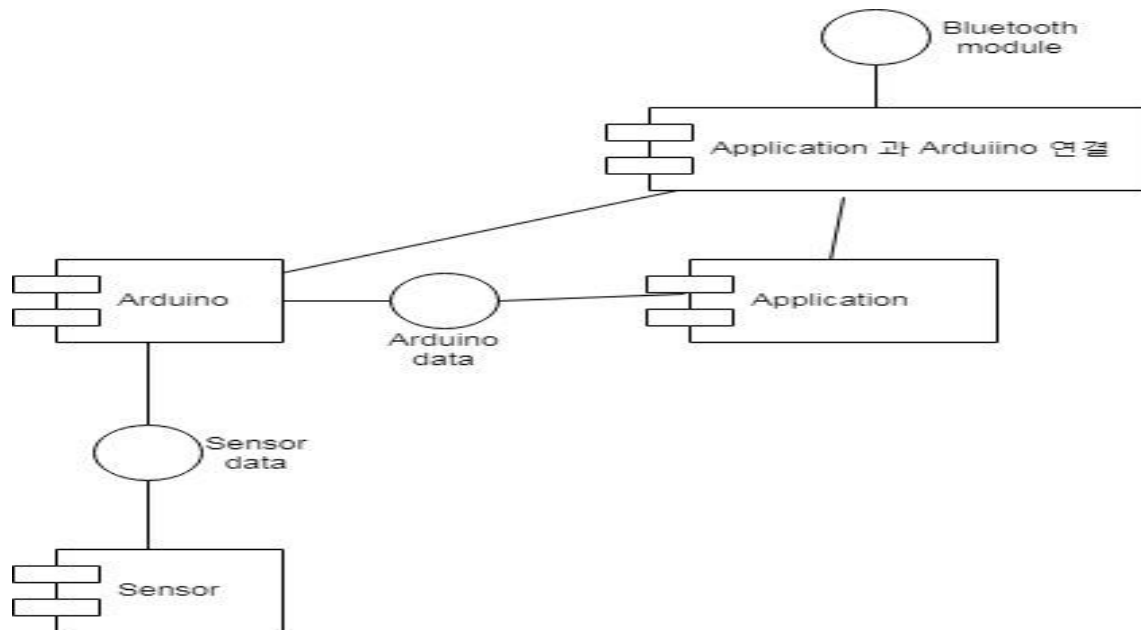 Bluetooth
module
Application 과 Arduiino 연결
Arduino
Application
Arduino
data
Sensor
data
Sensor